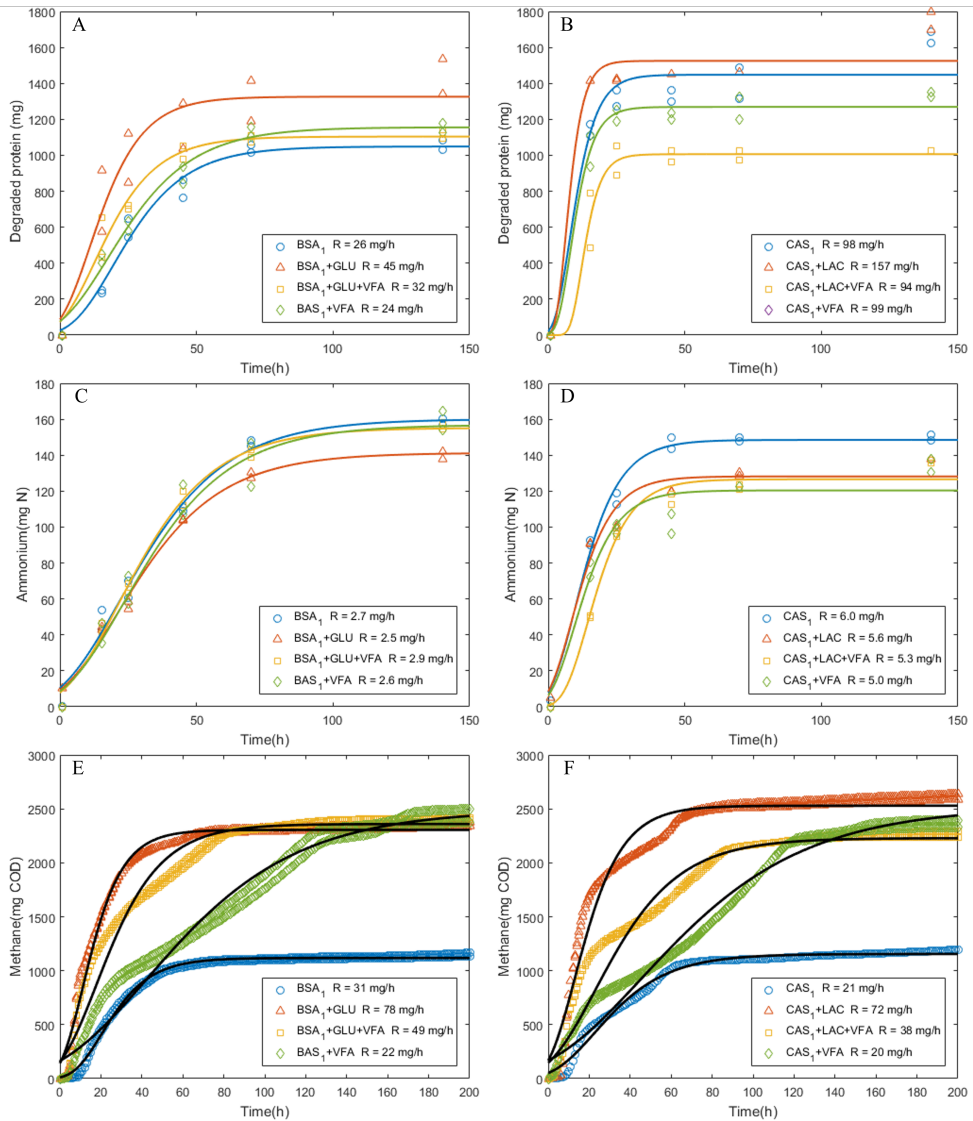 A
1800
1600
1400
1200
1000
800
600
400
200
0
Degraded protein (mg)
BSA1 R = 26 mg/h
BSA1+GLU R = 45 mg/h
BSA1+GLU+VFA R = 32 mg/h
BAS1+VFA R = 24 mg/h
0 50 100 150
Time(h)
B
1800
1600
1400
1200
1000
800
600
400
200
0
Degraded protein (mg)
CAS1 R = 98 mg/h
CAS1+LAC R = 157 mg/h
CAS1+LAC+VFA R = 94 mg/h
CAS1+VFA R = 99 mg/h
0 50 100 150
Time(h)
C
180
160
140
120
100
80
60
40
20
0
Ammonium(mg N)
BSA1 R = 2.7 mg/h
BSA1+GLU R = 2.5 mg/h
BSA1+GLU+VFA R = 2.9 mg/h
BAS1+VFA R = 2.6 mg/h
0 50 100 150
Time(h)
D
180
160
140
120
100
80
60
40
20
0
Ammonium(mg N)
CAS1 R = 6.0 mg/h
CAS1+LAC R = 5.6 mg/h
CAS1+LAC+VFA R = 5.3 mg/h
CAS1+VFA R = 5.0 mg/h
0 50 100 150
Time(h)
E
3000
2500
2000
1500
1000
500
0
Methane(mg COD)
BSA1 R = 31 mg/h
BSA1+GLU R = 78 mg/h
BSA1+GLU+VFA R = 49 mg/h
BAS1+VFA R = 22 mg/h
0 20 40 60 80 100 120 140 160 180 200
Time(h)
F
3000
2500
2000
1500
1000
500
0
Methane(mg COD)
CAS1 R = 21 mg/h
CAS1+LAC R = 72 mg/h
CAS1+LAC+VFA R = 38 mg/h
CAS1+VFA R = 20 mg/h
0 20 40 60 80 100 120 140 160 180 200
Time(h)